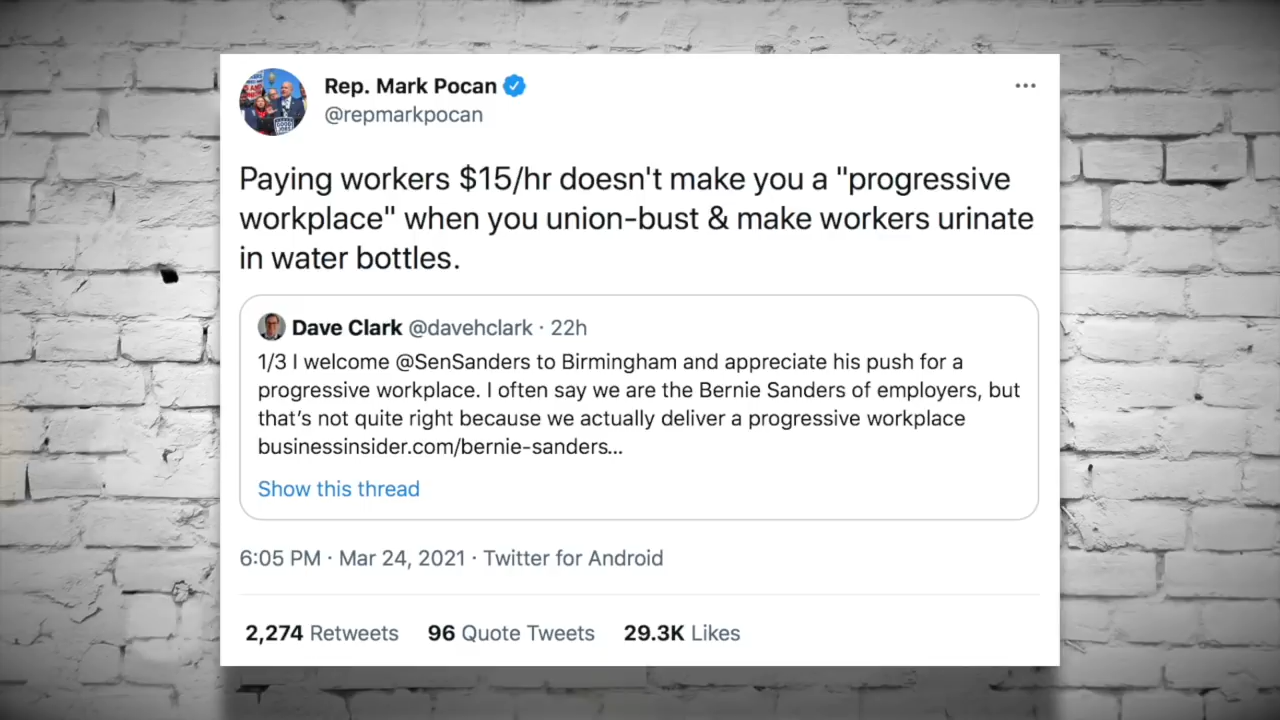 Rep. Mark Pocan
@repmarkpocan
Paying workers $15/hr doesn't make you a "progressive
workplace" when you union-bust & make workers urinate
in water bottles.
Dave Clark @davehclark · 22h
1/3 I welcome @SenSanders to Birmingham and appreciate his push for a
progressive workplace. I often say we are the Bernie Sanders of employers, but
that’s not quite right because we actually deliver a progressive workplace
businessinsider.com/bernie-sanders...
Show this thread
6:05 PM · Mar 24, 2021 · Twitter for Android
2,274 Retweets 96 Quote Tweets 29.3K Likes